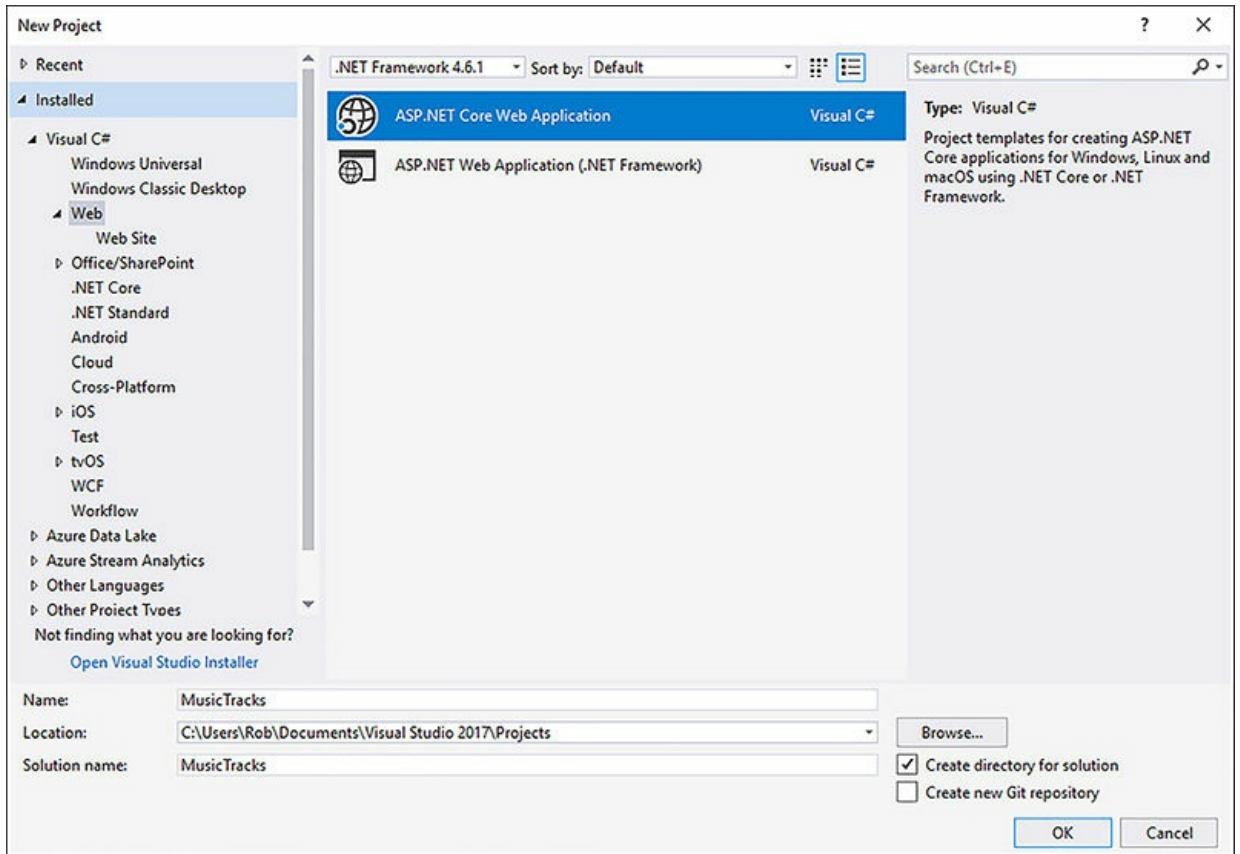 New Project
?
Recent
Installed
Visual C#
Windows Universal
Windows Classic Desktop
Web
Web Site
Office/SharePoint
.NET Core
.NET Standard
Android
Cloud
Cross-Platform
iOS
Test
tvOS
WCF
Workflow
Azure Data Lake
Azure Stream Analytics
Other Languages
Other Project Types
Not finding what you are looking for?
Open Visual Studio Installer
.NET Framework 4.6.1 Sort by: Default
ASP.NET Core Web Application Visual C#
ASP.NET Web Application (.NET Framework) Visual C#
Search (Ctrl+E)
Type: Visual C#
Project templates for creating ASP.NET
Core applications for Windows, Linux and
macOS using .NET Core or .NET
Framework.
Name: MusicTracks
Location: C:\Users\Rob\Documents\Visual Studio 2017\Projects
Browse...
Solution name: MusicTracks
Create directory for solution
Create new Git repository
OK Cancel